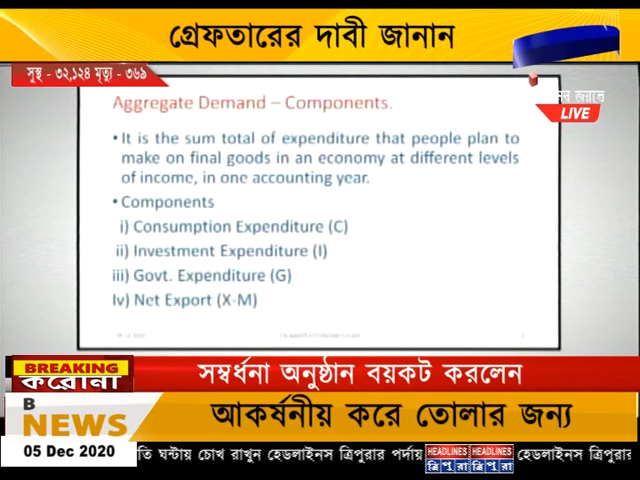 গ্রেফতারের দাবী জানান
সুস্থ - ৩২,১২৪ মৃত্যু - ৩৬৯
LIVE
Aggregate Demand – Components.
• It is the sum total of expenditure that people plan to
make on final goods in an economy at different levels
of income, in one accounting year.
• Components
i) Consumption Expenditure (C)
ii) Investment Expenditure (I)
iii) Govt. Expenditure (G)
Iv) Net Export (X-M)
BREAKING
করোনা
সম্বর্ধনা অনুষ্ঠান বয়কট করলেন
B
NEWS
আকর্ষনীয় করে তোলার জন্য
05 Dec 2020
তি ঘন্টায় চোখ রাখুন হেডলাইনস ত্রিপুরার পর্দায় HEADLINES ত্রিপুরা HEADLINES ত্রিপুরা হেডলাইনস ত্রিপুরার